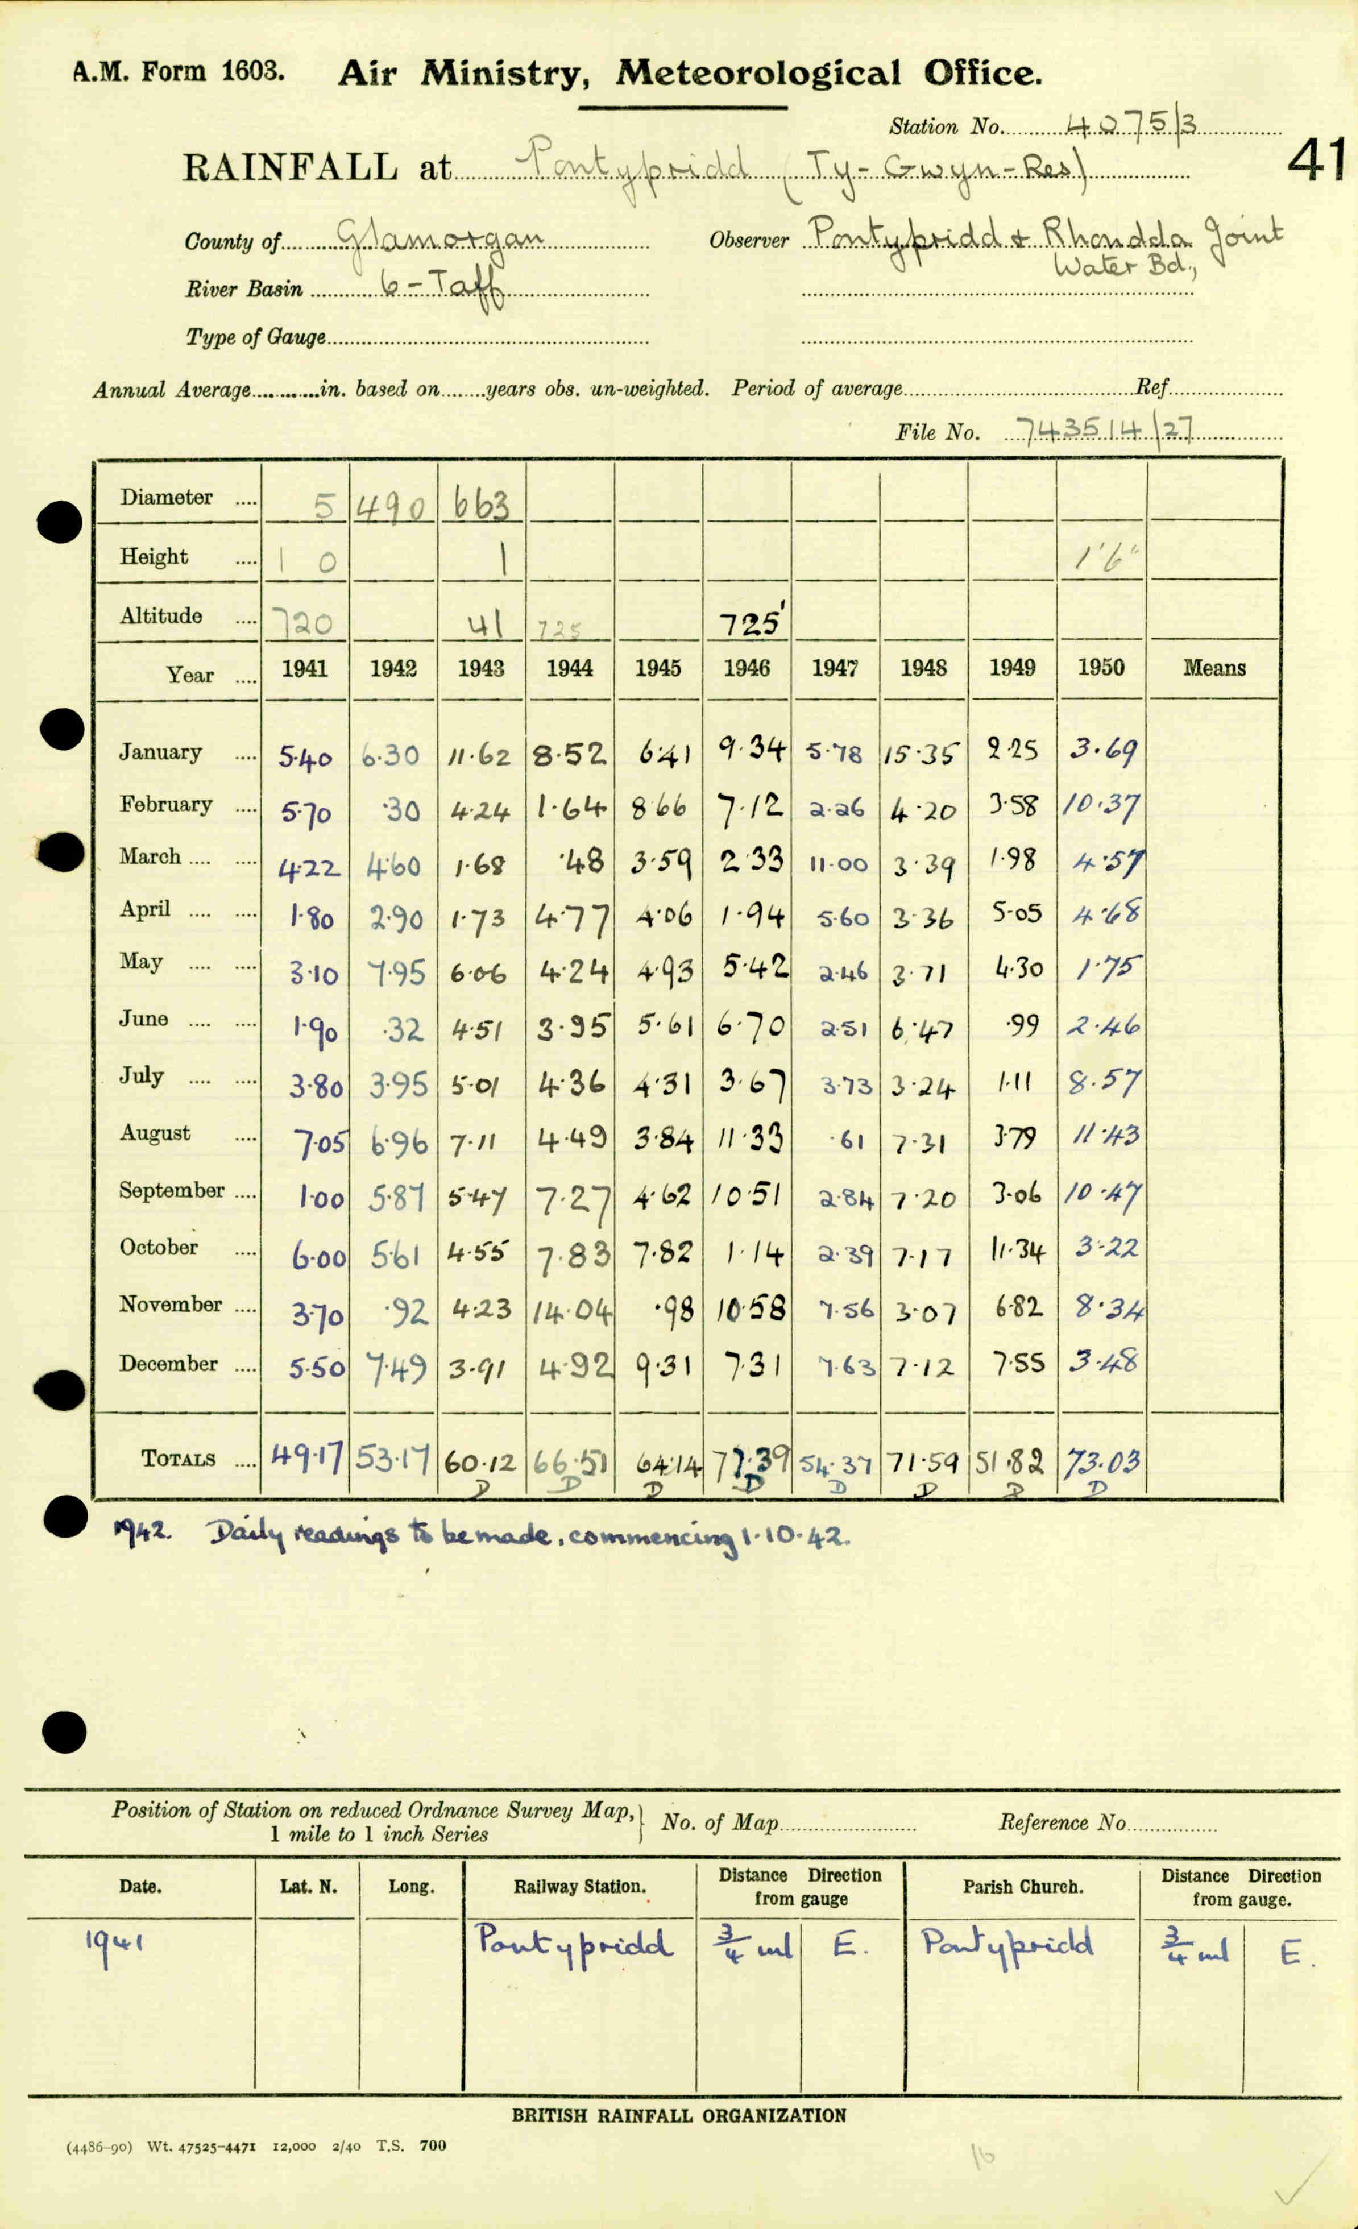 A.M. Form 1603. Air Ministry, Meteorological Office.
Station No. 4075/3
41
RAINFALL at Pontypridd (Ty-Gwyn-Res)
County of Glamorgan Observer Pontypridd & Rhondda Joint
Water Bd.,
River Basin 6-Taff
Type of Gauge
Annual Average in. based on years obs. un-weighted. Period of average Ref.
File No. 743514/27
Diameter .... 5 490 663
Height .... 1 0 1 1'6"
Altitude .... 720 41 725 725'
Year .... 1941 1942 1943 1944 1945 1946 1947 1948 1949 1950 Means
January .... 5.40 6.30 11.62 8.52 6.41 9.34 5.78 15.35 2.25 3.69
February .... 5.70 .30 4.24 1.64 8.66 7.12 2.26 4.20 3.58 10.37
March .... .... 4.22 4.60 1.68 .48 3.59 2.33 11.00 3.39 1.98 4.57
April .... .... 1.80 2.90 1.73 4.77 4.06 1.94 5.60 3.36 5.05 4.68
May .... .... 3.10 7.95 6.06 4.24 4.93 5.42 2.46 3.71 4.30 1.75
June .... .... 1.90 .32 4.51 3.95 5.61 6.70 2.51 6.47 .99 2.46
July .... .... 3.80 3.95 5.01 4.36 4.31 3.67 3.73 3.24 1.11 8.57
August .... 7.05 6.96 7.11 4.49 3.84 11.33 .61 7.31 3.79 11.43
September .... 1.00 5.87 5.47 7.27 4.62 10.51 2.84 7.20 3.06 10.47
October .... 6.00 5.61 4.55 7.83 7.82 1.14 2.39 7.17 11.34 3.22
November .... 3.70 .92 4.23 14.04 .98 10.58 7.56 3.07 6.82 8.34
December .... 5.50 7.49 3.91 4.92 9.31 7.31 7.63 7.12 7.55 3.48
TOTALS .... 49.17 53.17 60.12 66.51 64.14 77.39 54.37 71.59 51.82 73.03
D D D D D D D D
1942. Daily readings to be made, commencing 1.10.42.
Position of Station on reduced Ordnance Survey Map, } No. of Map Reference No.
1 mile to 1 inch Series
Date. Lat. N. Long. Railway Station. Distance Direction from gauge Parish Church. Distance Direction from gauge.
1941 Pontypridd 3/4 ml E. Pontypridd 3/4 ml E.
BRITISH RAINFALL ORGANIZATION
(4486-90) Wt. 47525-4471 12,000 2/40 T.S. 700
16